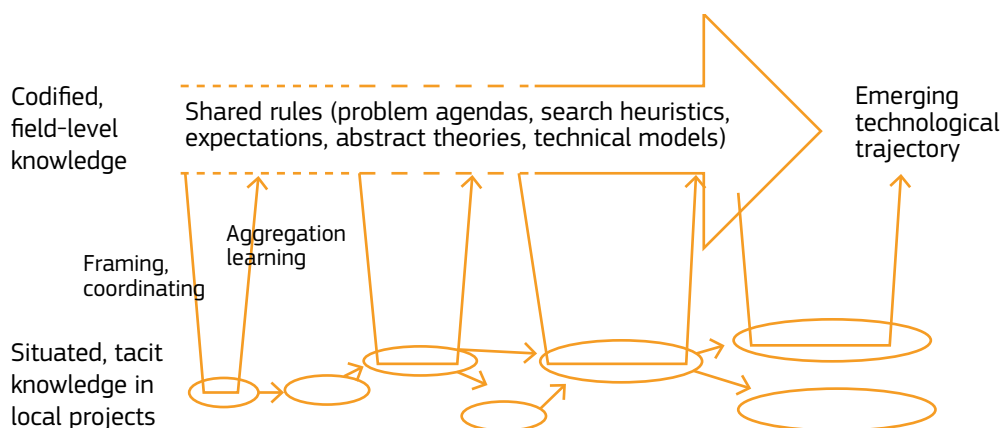 Codified,
field-level
knowledge
Shared rules (problem agendas, search heuristics,
expectations, abstract theories, technical models)
Emerging
technological
trajectory
Aggregation
learning
Framing,
coordinating
Situated, tacit
knowledge in
local projects